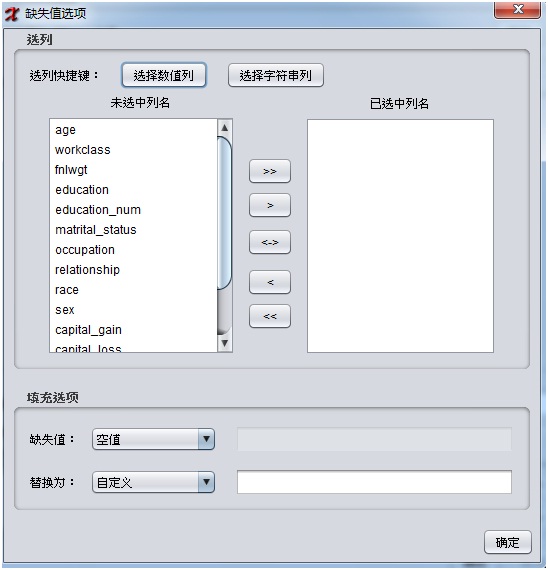 缺失值选项
选列
选列快捷键： 选择数值列 选择字符串列
未选中列名 已选中列名
age
workclass
fnlwgt
education
education_num
matrital_status
occupation
relationship
race
sex
capital_gain
capital_loss
>>
>
<->
<
<<
填充选项
缺失值： 空值
替换为： 自定义
确定